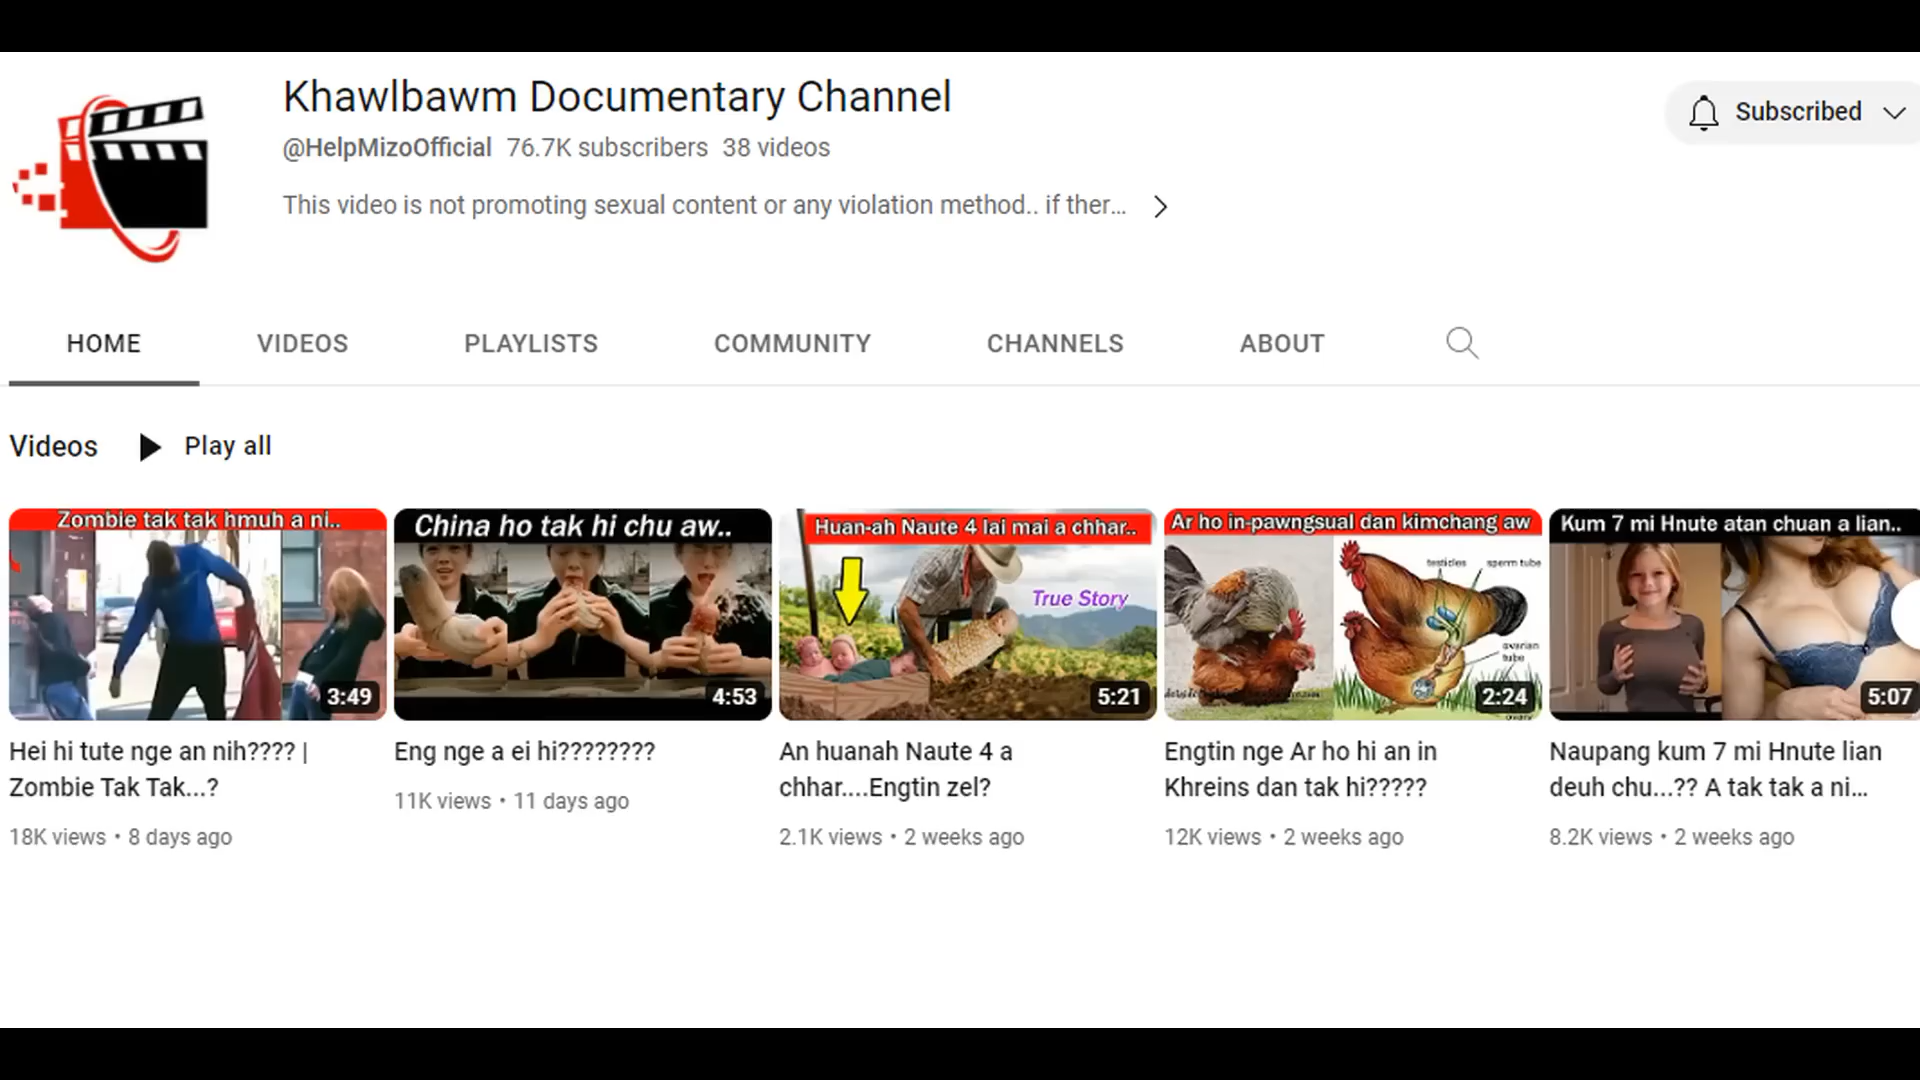 Khawlbawm Documentary Channel
@HelpMizoOfficial 76.7K subscribers 38 videos
Subscribed
This video is not promoting sexual content or any violation method.. if ther...
HOME VIDEOS PLAYLISTS COMMUNITY CHANNELS ABOUT
Videos Play all
Zombie tak tak hmuh a ni..
3:49
China ho tak hi chu aw..
4:53
Huan-ah Naute 4 lai mai a chhar..
True Story
5:21
Ar ho in-pawngsual dan kimchang aw
testicles sperm tube
ovarian
tube
ovary
2:24
Kum 7 mi Hnute atan chuan a lian..
5:07
Hei hi tute nge an nih???? |
Zombie Tak Tak...?
18K views • 8 days ago
Eng nge a ei hi????????
11K views • 11 days ago
An huanah Naute 4 a
chhar....Engtin zel?
2.1K views • 2 weeks ago
Engtin nge Ar ho hi an in
Khreins dan tak hi?????
12K views • 2 weeks ago
Naupang kum 7 mi Hnute lian
deuh chu...?? A tak tak a ni...
8.2K views • 2 weeks ago